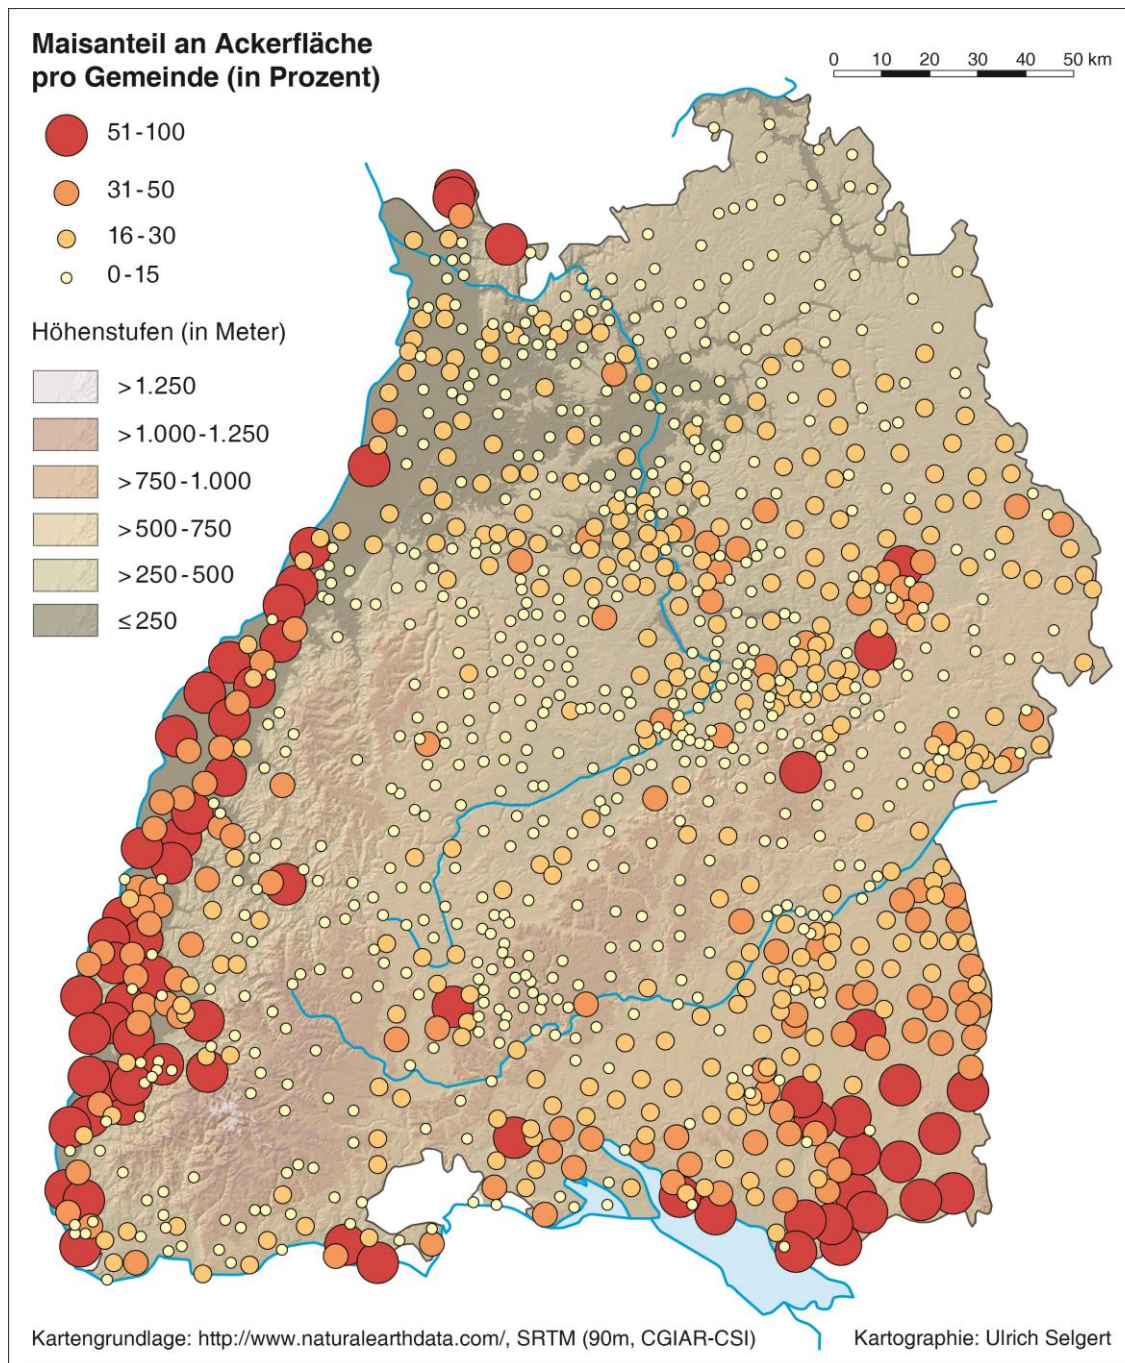 Maisanteil an Ackerfläche
pro Gemeinde (in Prozent)
51 - 100
31 - 50
16 - 30
0 - 15
Höhenstufen (in Meter)
> 1.250
> 1.000 - 1.250
> 750 - 1.000
> 500 - 750
> 250 - 500
≤ 250
0 10 20 30 40 50 km
Kartengrundlage: http://www.naturalearthdata.com/, SRTM (90m, CGIAR-CSI)
Kartographie: Ulrich Selgert